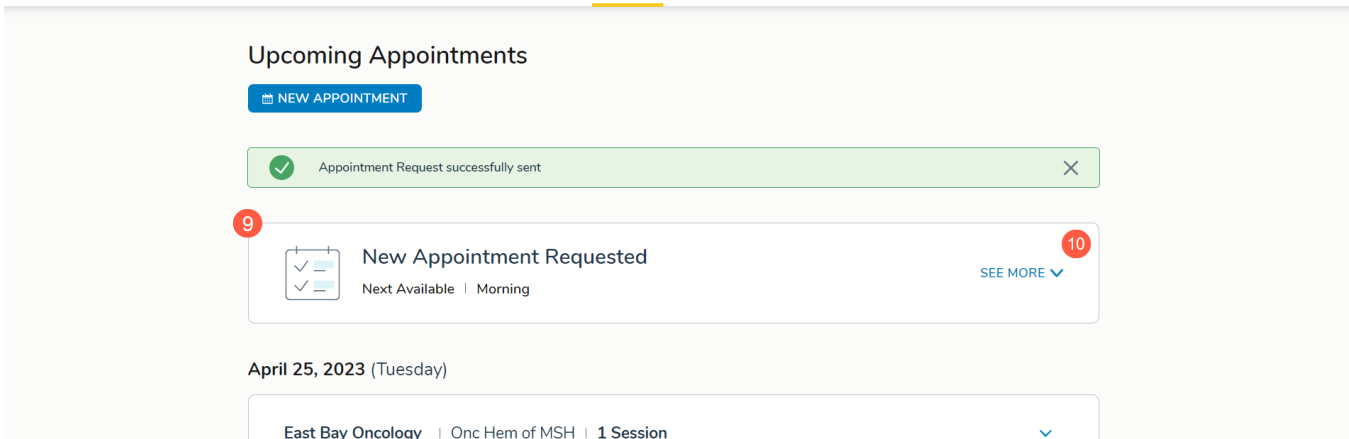 Upcoming Appointments
NEW APPOINTMENT
Appointment Request successfully sent
9
10
New Appointment Requested
SEE MORE
Next Available | Morning
April 25, 2023 (Tuesday)
East Bay Oncology | Onc Hem of MSH | 1 Session